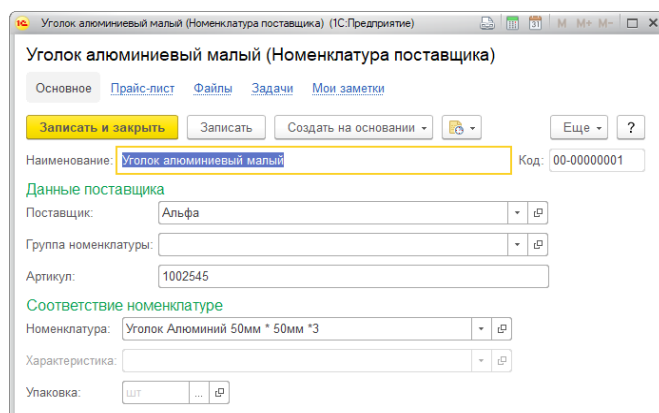 1С Уголок алюминиевый малый (Номенклатура поставщика) (1С:Предприятие) 31 M M+ M-
Уголок алюминиевый малый (Номенклатура поставщика)
Основное Прайс-лист Файлы Задачи Мои заметки
Записать и закрыть Записать Создать на основании Еще ?
Наименование: Уголок алюминиевый малый Код: 00-00000001
Данные поставщика
Поставщик: Альфа
Группа номенклатуры:
Артикул: 1002545
Соответствие номенклатуре
Номенклатура: Уголок Алюминий 50мм * 50мм *3
Характеристика:
Упаковка: шт ...